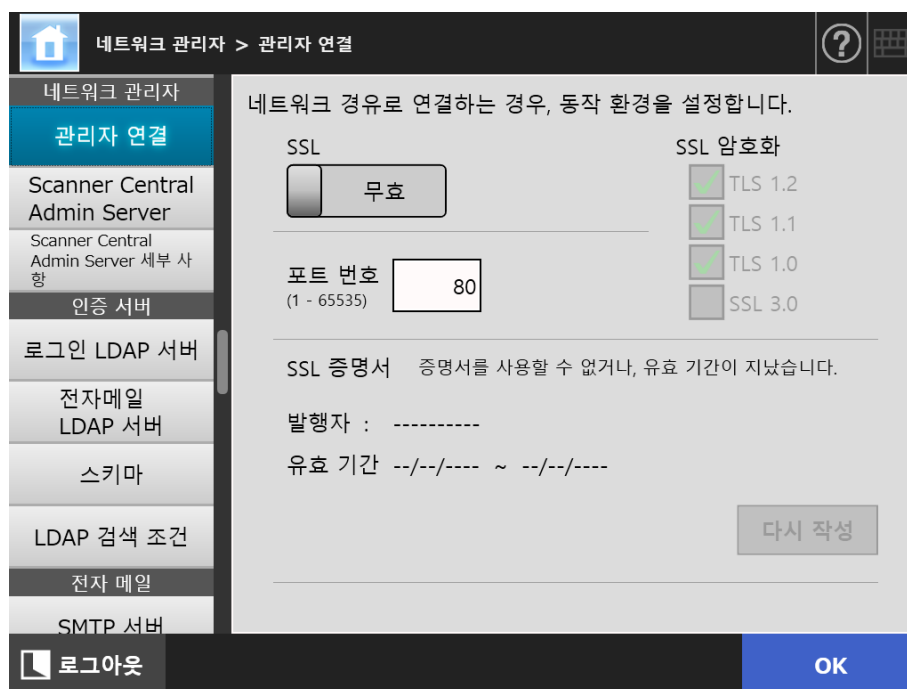 네트워크 관리자 > 관리자 연결
?
네트워크 관리자
관리자 연결
Scanner Central
Admin Server
Scanner Central
Admin Server 세부 사
항
인증 서버
로그인 LDAP 서버
전자메일
LDAP 서버
스키마
LDAP 검색 조건
전자 메일
SMTP 서버
네트워크 경유로 연결하는 경우, 동작 환경을 설정합니다.
SSL
무효
SSL 암호화
TLS 1.2
TLS 1.1
TLS 1.0
SSL 3.0
포트 번호
(1 - 65535)
80
SSL 증명서 증명서를 사용할 수 없거나, 유효 기간이 지났습니다.
발행자 : ----------
유효 기간 --/--/---- ~ --/--/----
다시 작성
로그아웃
OK